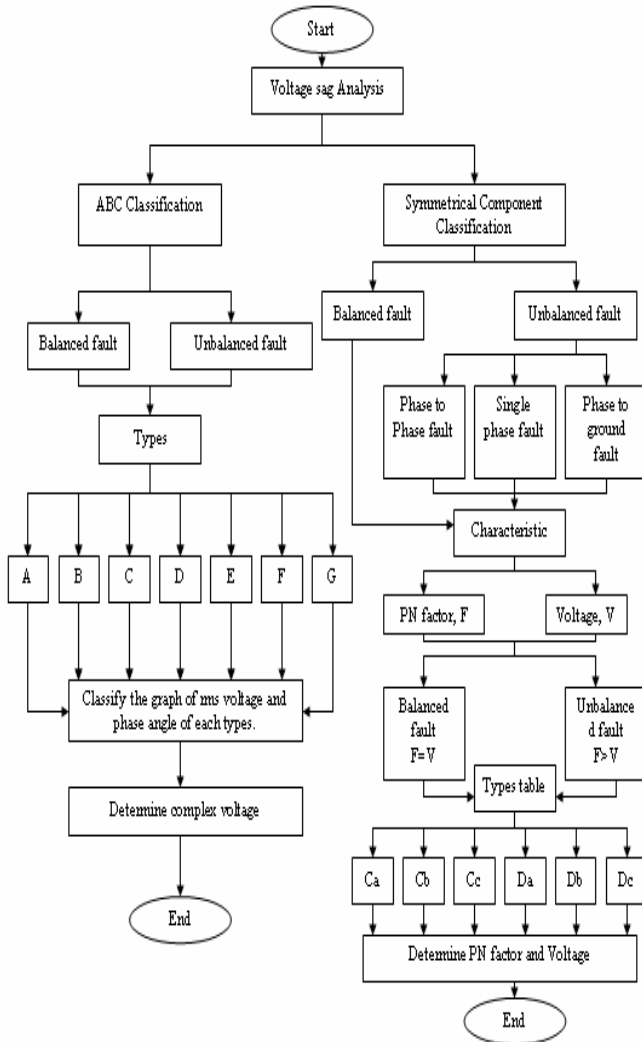 Start
Voltage sag Analysis
ABC Classification
Symmetrical Component
Classification
Balanced fault
Unbalanced fault
Balanced fault
Unbalanced fault
Types
Phase to
Phase fault
Single
phase fault
Phase to
ground
fault
Characteristic
A
B
C
D
E
F
G
PN factor, F
Voltage, V
Classify the graph of rms voltage and
phase angle of each types.
Balanced
fault
F=V
Unbalance
d fault
F>V
Types table
Determine complex voltage
Ca
Cb
Cc
Da
Db
Dc
End
Determine PN factor and Voltage
End